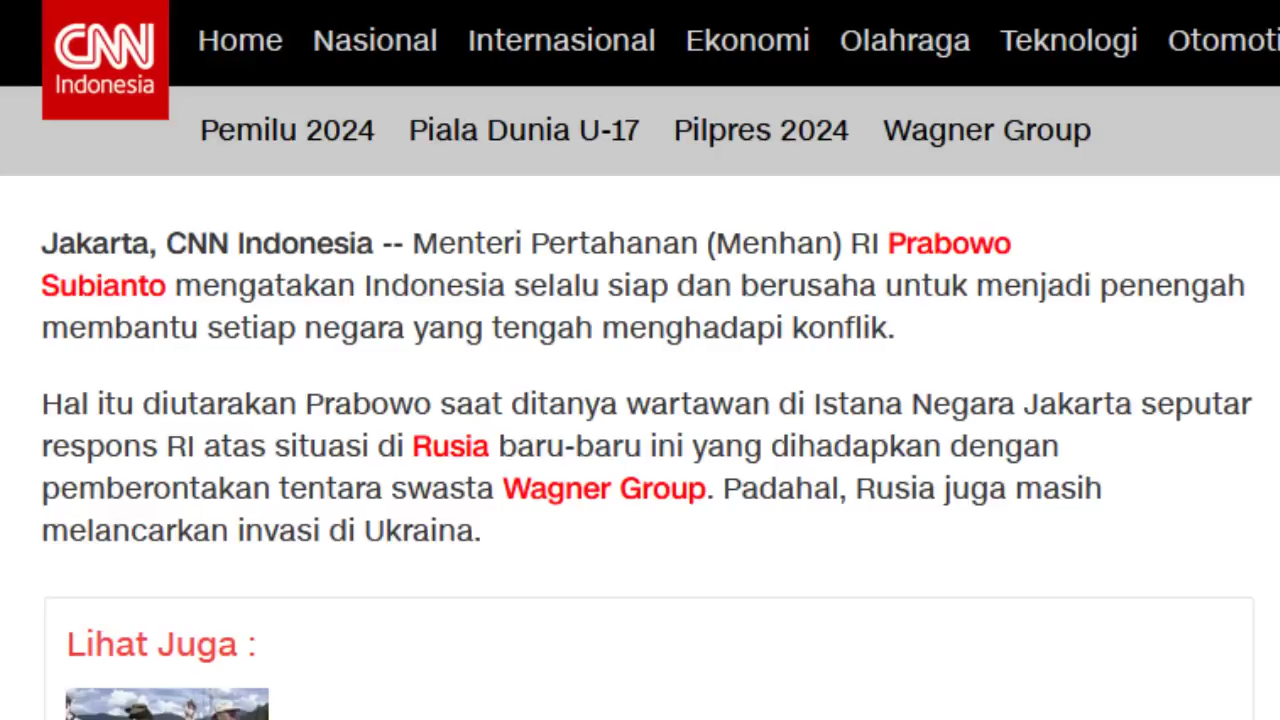 CNN
Indonesia
Home Nasional Internasional Ekonomi Olahraga Teknologi Otomoti
Pemilu 2024 Piala Dunia U-17 Pilpres 2024 Wagner Group
Jakarta, CNN Indonesia -- Menteri Pertahanan (Menhan) RI Prabowo
Subianto mengatakan Indonesia selalu siap dan berusaha untuk menjadi penengah
membantu setiap negara yang tengah menghadapi konflik.
Hal itu diutarakan Prabowo saat ditanya wartawan di Istana Negara Jakarta seputar
respons RI atas situasi di Rusia baru-baru ini yang dihadapkan dengan
pemberontakan tentara swasta Wagner Group. Padahal, Rusia juga masih
melancarkan invasi di Ukraina.
Lihat Juga :